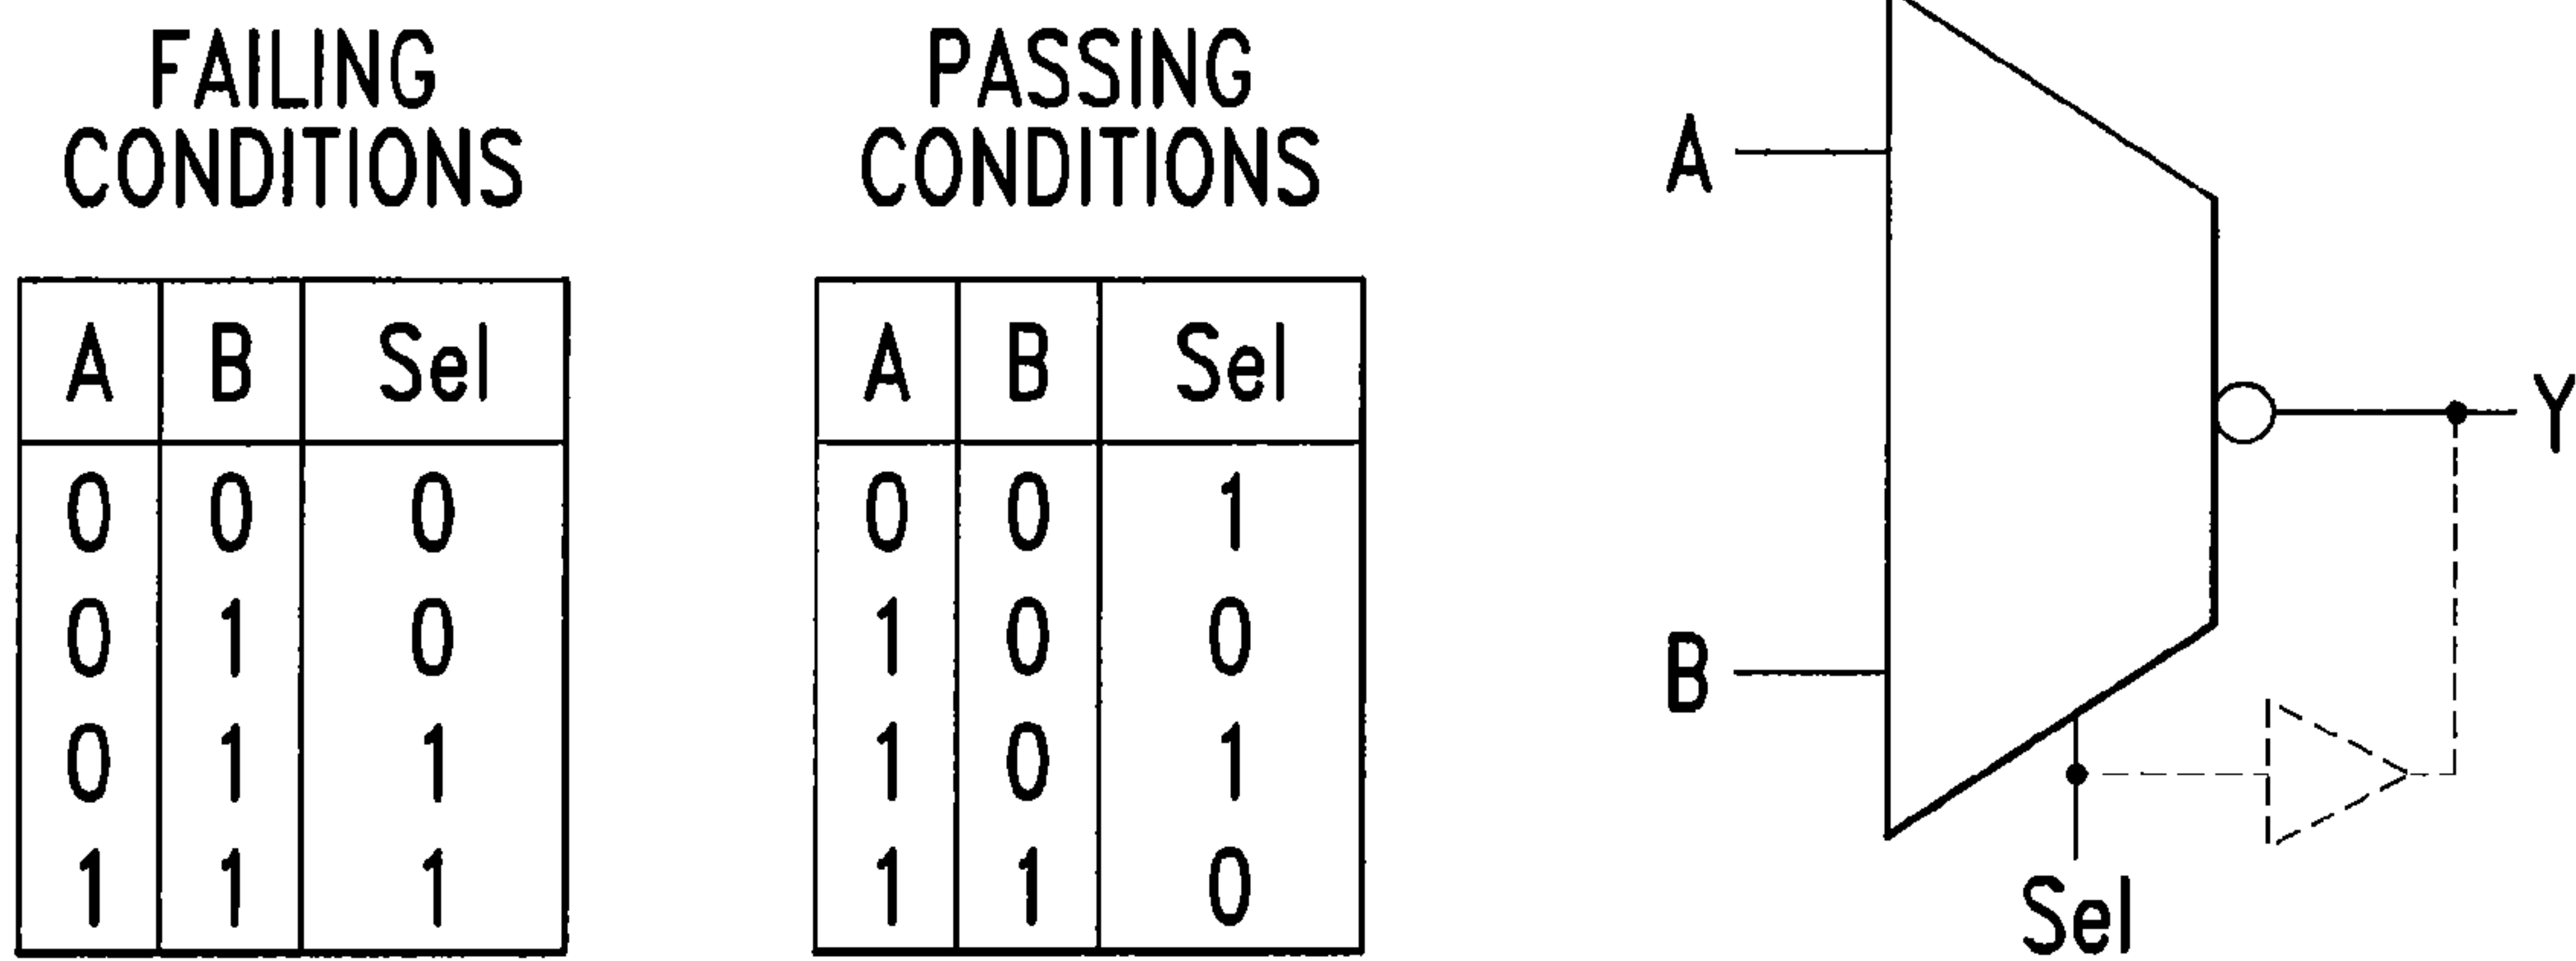 FAILING
CONDITIONS
A B Sel
0 0 0
0 1 0
0 1 1
1 1 1
PASSING
CONDITIONS
A B Sel
0 0 1
1 0 0
1 0 1
1 1 0
A
B
Y
Sel